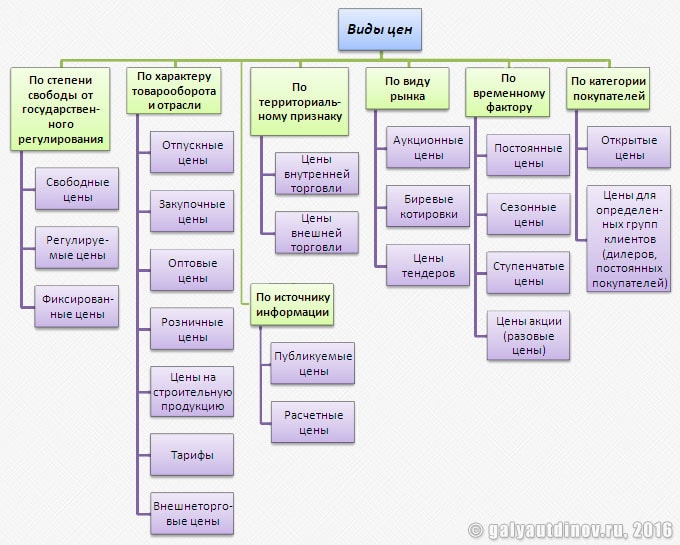 Виды цен
По степени
свободы от
государствен-
ного
регулирования
Свободные
цены
Регулируе-
мые цены
Фиксирован-
ные цены
По характеру
товарооборота
и отрасли
Отпускные
цены
Закупочные
цены
Оптовые
цены
Розничные
цены
Цены на
строительную
продукцию
Тарифы
Внешнеторго-
вые цены
По
территориаль-
ному признаку
Цены
внутренней
торговли
Цены
внешней
торговли
По источнику
информации
Публикуемые
цены
Расчетные
цены
По виду
рынка
Аукционные
цены
Биревые
котировки
Цены
тендеров
По
временному
фактору
Постоянные
цены
Сезонные
цены
Ступенчатые
цены
Цены акции
(разовые
цены)
По категории
покупателей
Открытые
цены
Цены для
определен-
ных групп
клиентов
(дилеров,
постоянных
покупателей)
© galyautdinov.ru, 2016